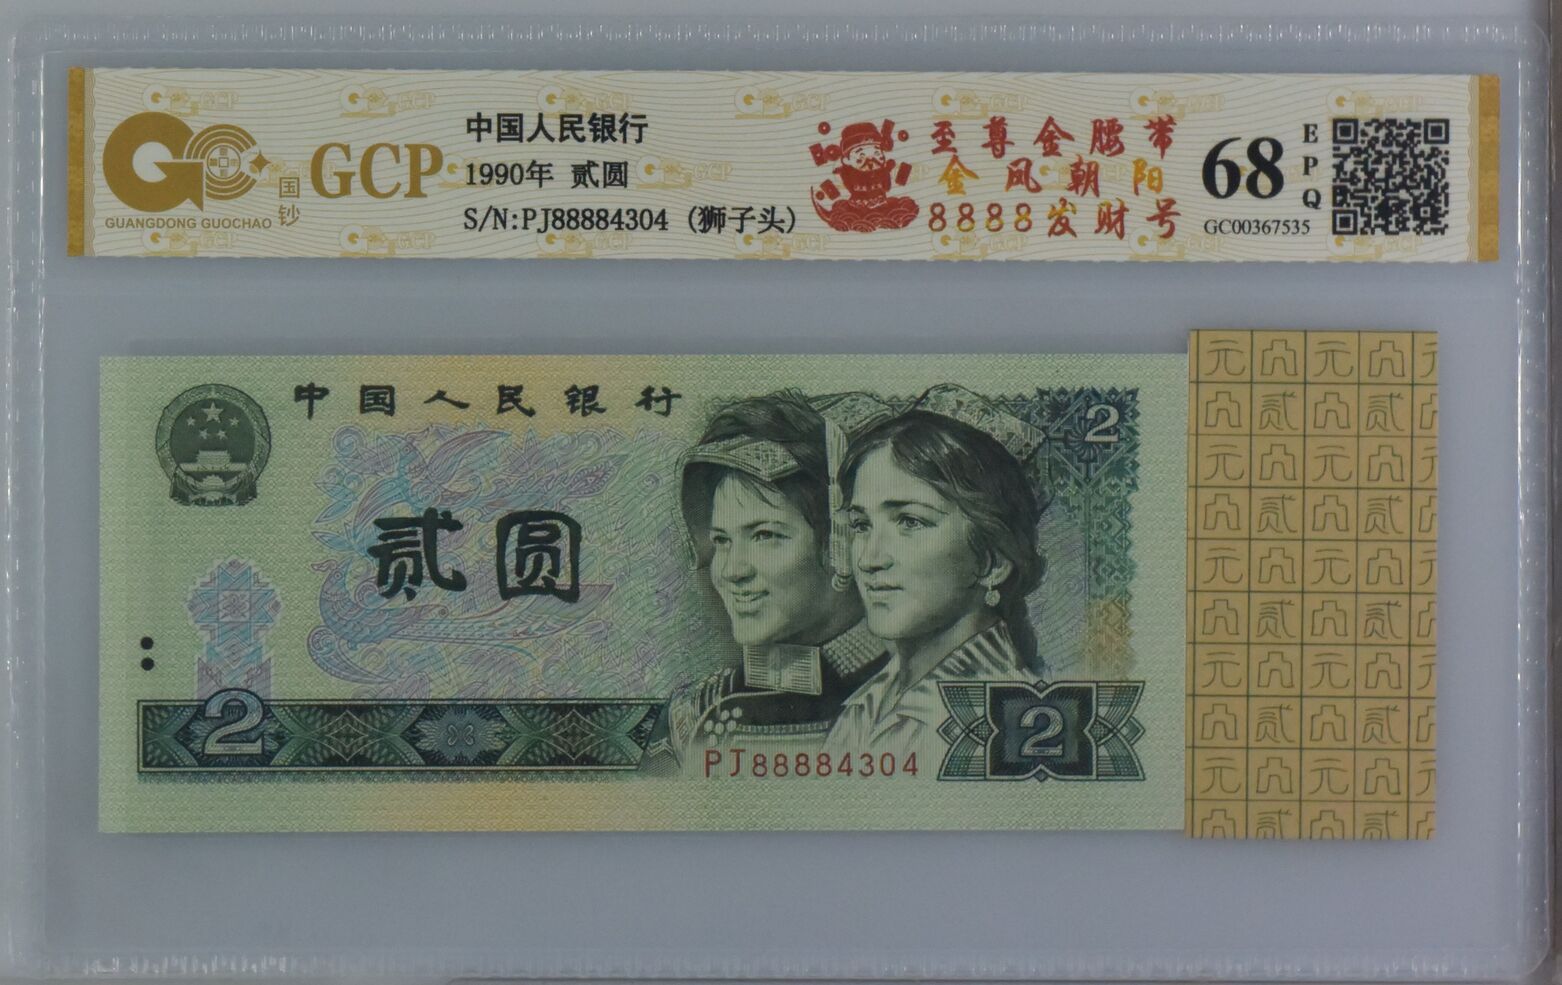 GC GCP
国钞
GUANGDONG GUOCHAO
中国人民银行
1990年 贰圆
S/N:PJ88884304 (狮子头)
至尊金腰带
金凤朝阳
8888发财号
68 EPQ
GC00367535
中国人民银行
2
贰圆
2
2
PJ88884304